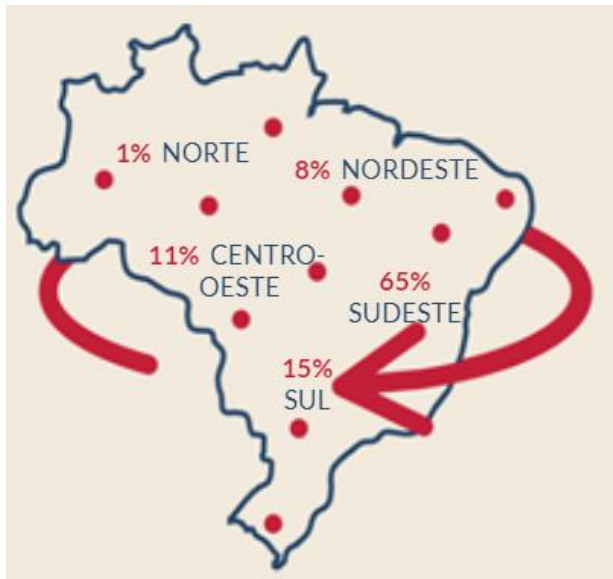 1% NORTE
8% NORDESTE
11% CENTRO-
OESTE
65%
SUDESTE
15%
SUL